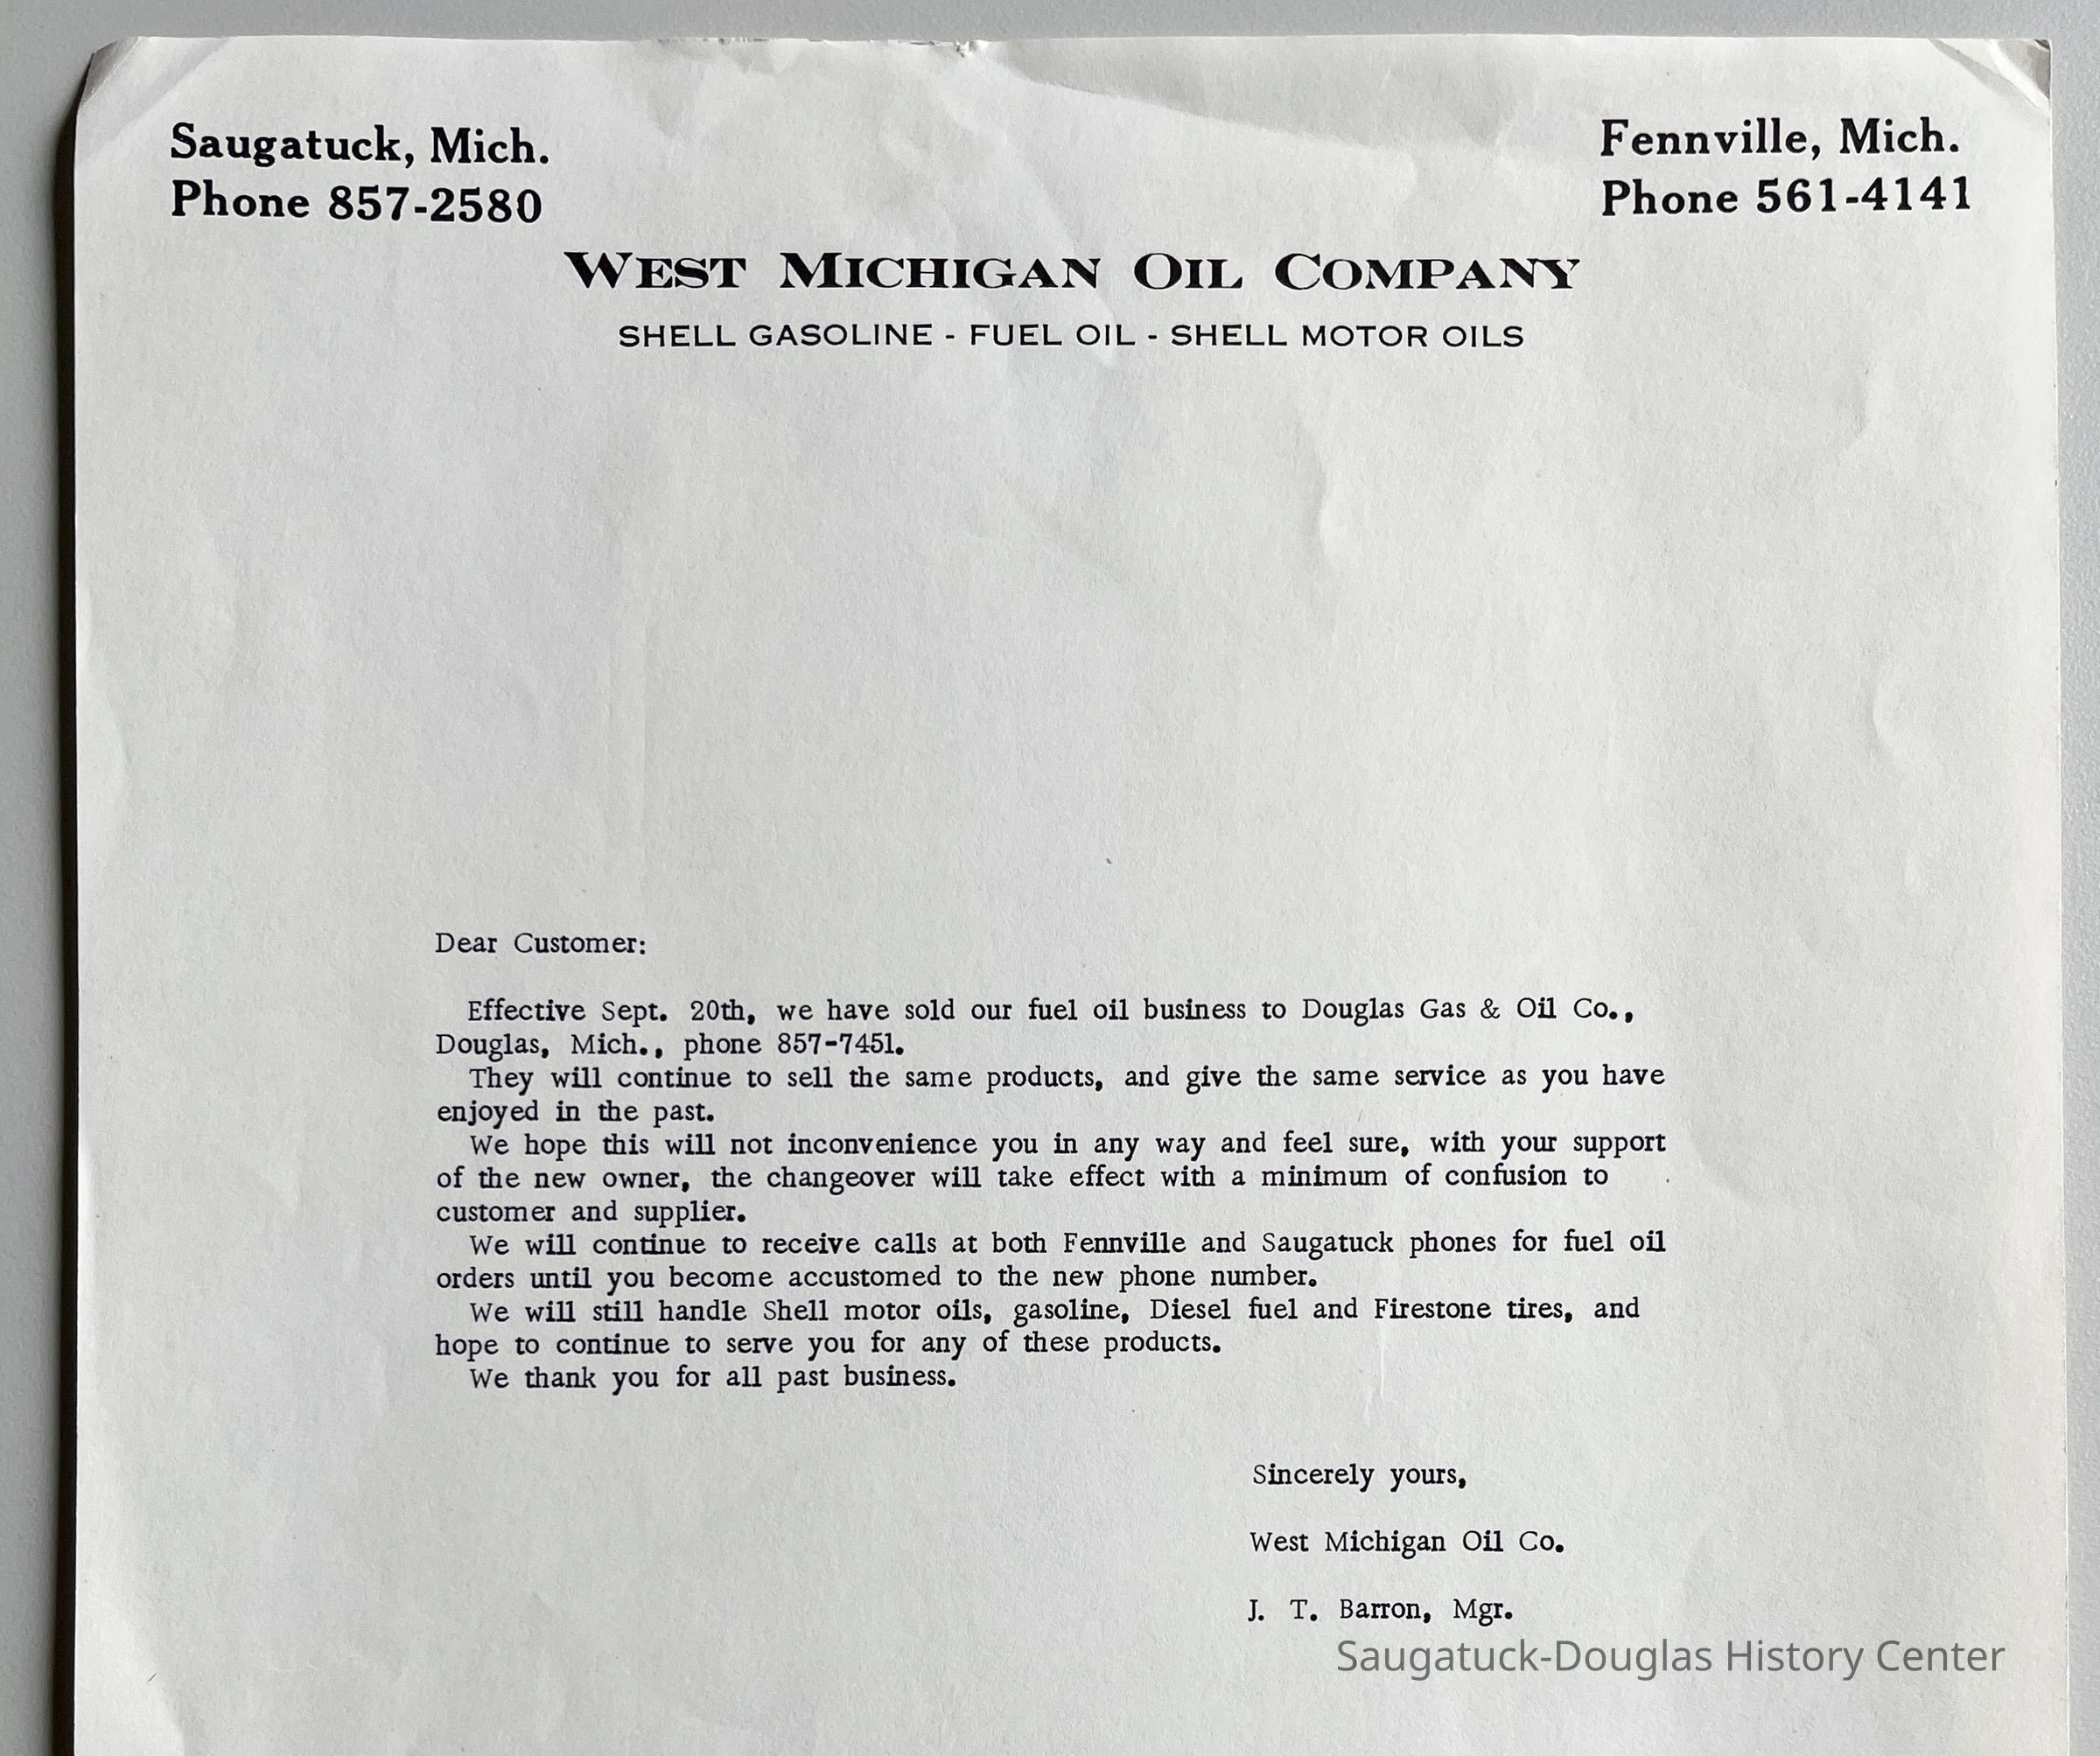 Saugatuck, Mich.
Phone 857-2580
Fennville, Mich.
Phone 561-4141
WEST MICHIGAN OIL COMPANY
SHELL GASOLINE - FUEL OIL - SHELL MOTOR OILS
Dear Customer:
Effective Sept. 20th, we have sold our fuel oil business to Douglas Gas & Oil Co.,
Douglas, Mich., phone 857-7451.
They will continue to sell the same products, and give the same service as you have
enjoyed in the past.
We hope this will not inconvenience you in any way and feel sure, with your support
of the new owner, the changeover will take effect with a minimum of confusion to
customer and supplier.
We will continue to receive calls at both Fennville and Saugatuck phones for fuel oil
orders until you become accustomed to the new phone number.
We will still handle Shell motor oils, gasoline, Diesel fuel and Firestone tires, and
hope to continue to serve you for any of these products.
We thank you for all past business.
Sincerely yours,
West Michigan Oil Co.
J. T. Barron, Mgr.
Saugatuck-Douglas History Center